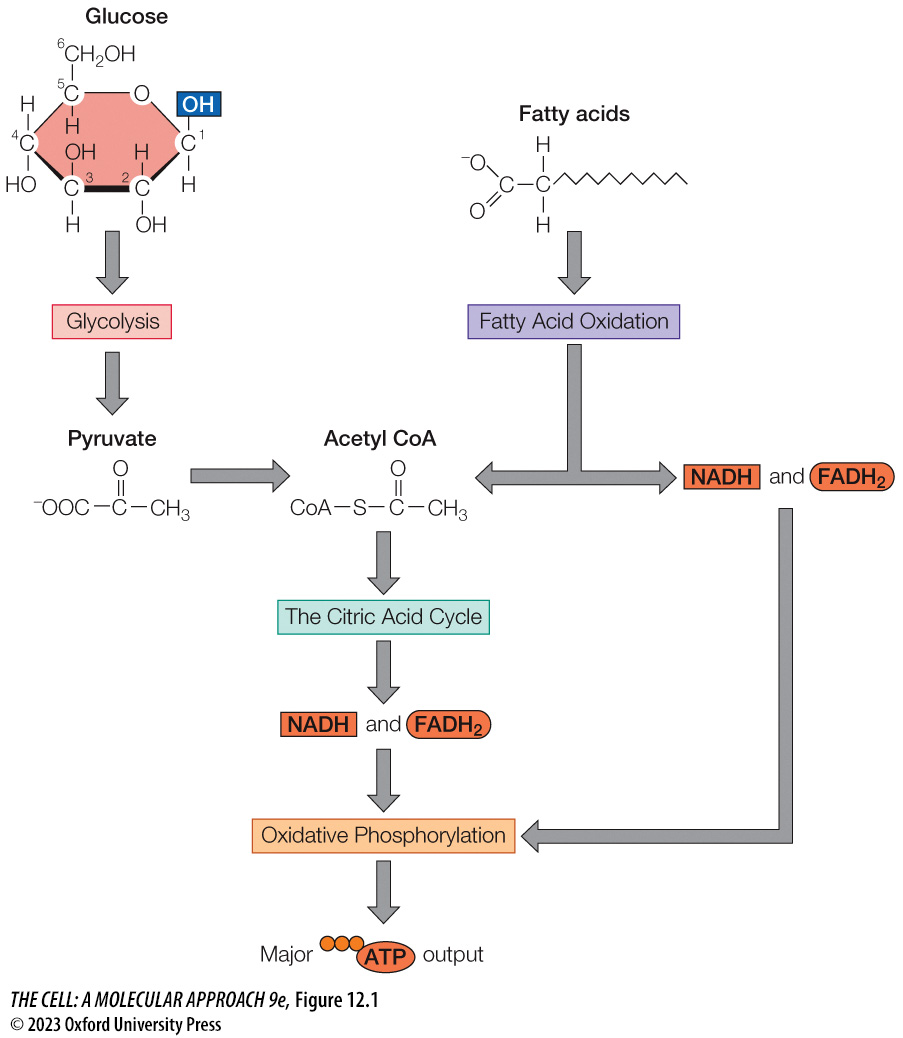 Glucose
6
CH2OH
5
C
O
OH
H
H
4
C
OH
H
C
1
HO
C
3
2
C
H
H
OH
Fatty acids
H
−O
C—C
O
H
Glycolysis
Fatty Acid Oxidation
Pyruvate
O
−OOC—C—CH3
Acetyl CoA
O
CoA—S—C—CH3
NADH and FADH2
The Citric Acid Cycle
NADH and FADH2
Oxidative Phosphorylation
Major ATP output
THE CELL: A MOLECULAR APPROACH 9e, Figure 12.1
© 2023 Oxford University Press